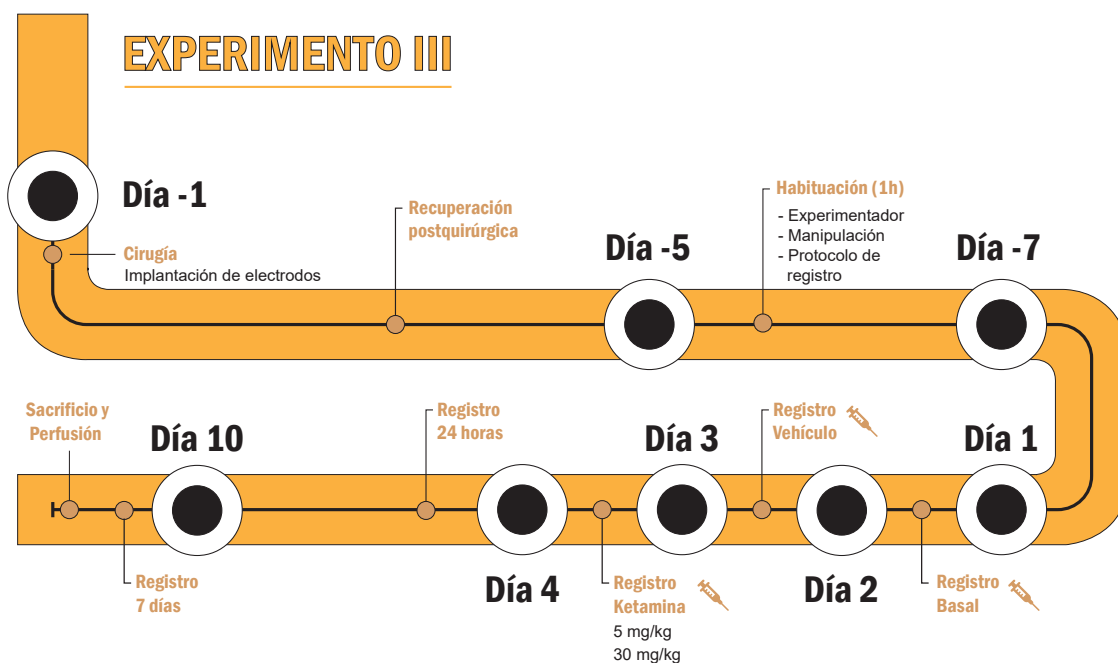 EXPERIMENTO III
Día -1
Cirugía
Implantación de electrodos
Recuperación
postquirúrgica
Día -5
Habituación (1h)
- Experimentador
- Manipulación
- Protocolo de
registro
Día -7
Día 1
Registro
Basal
Día 2
Registro
Vehículo
Día 3
Registro
Ketamina
5 mg/kg
30 mg/kg
Día 4
Registro
24 horas
Día 10
Registro
7 días
Sacrificio y
Perfusión